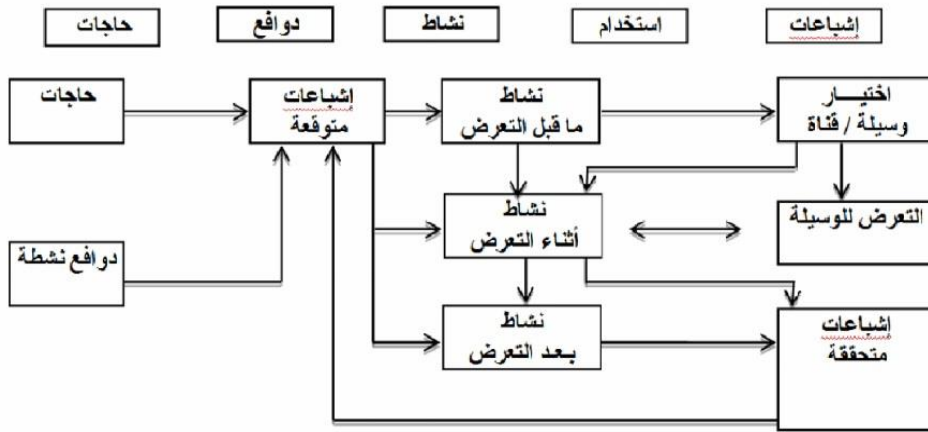 حاجات
دوافع
نشاط
استخدام
إشباعات
حاجات
إشباعات
متوقعة
نشاط
ما قبل التعرض
اختيـــار
وسيلة / قناة
نشاط
أثناء التعرض
التعرض للوسيلة
دوافع نشطة
نشاط
بـعد التعرض
إشباعات
متحققة